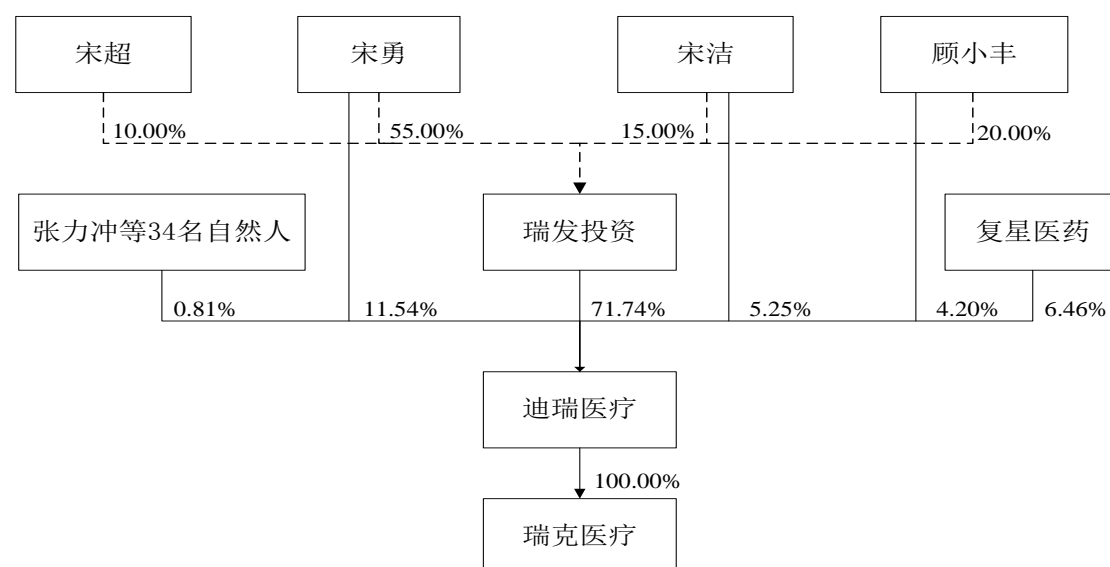 宋超
宋勇
宋洁
顾小丰
10.00%
55.00%
15.00%
20.00%
张力冲等34名自然人
瑞发投资
复星医药
0.81%
11.54%
71.74%
5.25%
4.20%
6.46%
迪瑞医疗
100.00%
瑞克医疗